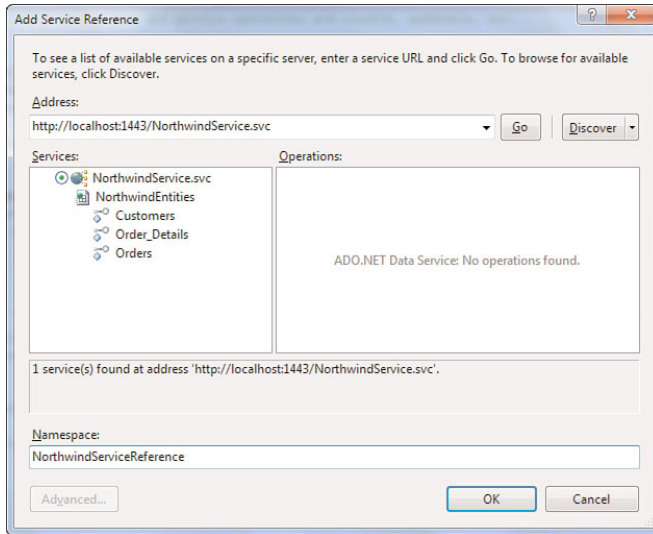 Add Service Reference
To see a list of available services on a specific server, enter a service URL and click Go. To browse for available
services, click Discover.
Address:
http://localhost:1443/NorthwindService.svc
Go
Discover
Services:
Operations:
NorthwindService.svc
NorthwindEntities
Customers
Order_Details
Orders
ADO.NET Data Service: No operations found.
1 service(s) found at address 'http://localhost:1443/NorthwindService.svc'.
Namespace:
NorthwindServiceReference
Advanced...
OK
Cancel